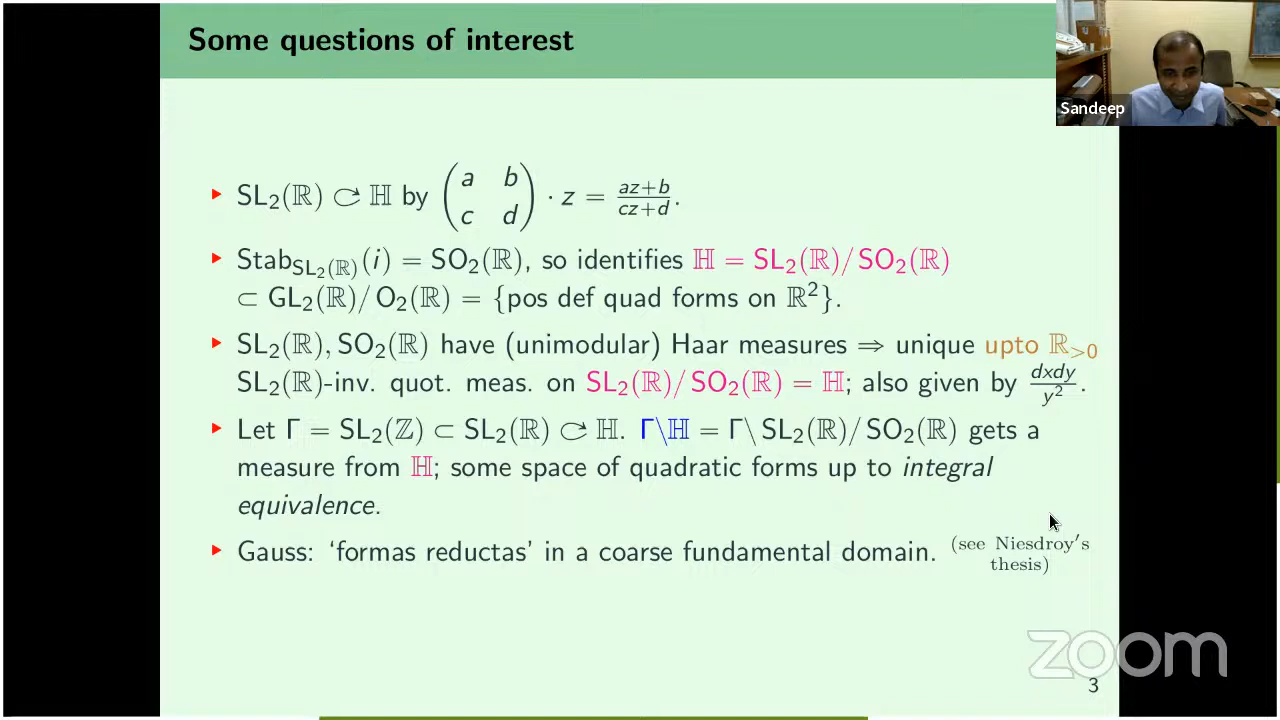 Some questions of interest
Sandeep
▸ SL₂(ℝ) ⤿ ℍ by (a b; c d) · z = (az+b)/(cz+d).
▸ Stab_{SL₂(ℝ)}(i) = SO₂(ℝ), so identifies ℍ = SL₂(ℝ)/SO₂(ℝ)
⊂ GL₂(ℝ)/O₂(ℝ) = {pos def quad forms on ℝ²}.
▸ SL₂(ℝ), SO₂(ℝ) have (unimodular) Haar measures ⇒ unique upto ℝ_{>0}
SL₂(ℝ)-inv. quot. meas. on SL₂(ℝ)/SO₂(ℝ) = ℍ; also given by dxdy/y².
▸ Let Γ = SL₂(ℤ) ⊂ SL₂(ℝ) ⤿ ℍ. Γ\ℍ = Γ\SL₂(ℝ)/SO₂(ℝ) gets a
measure from ℍ; some space of quadratic forms up to integral
equivalence.
▸ Gauss: ‘formas reductas’ in a coarse fundamental domain. (see Niesdroy's
thesis)
zoom
3